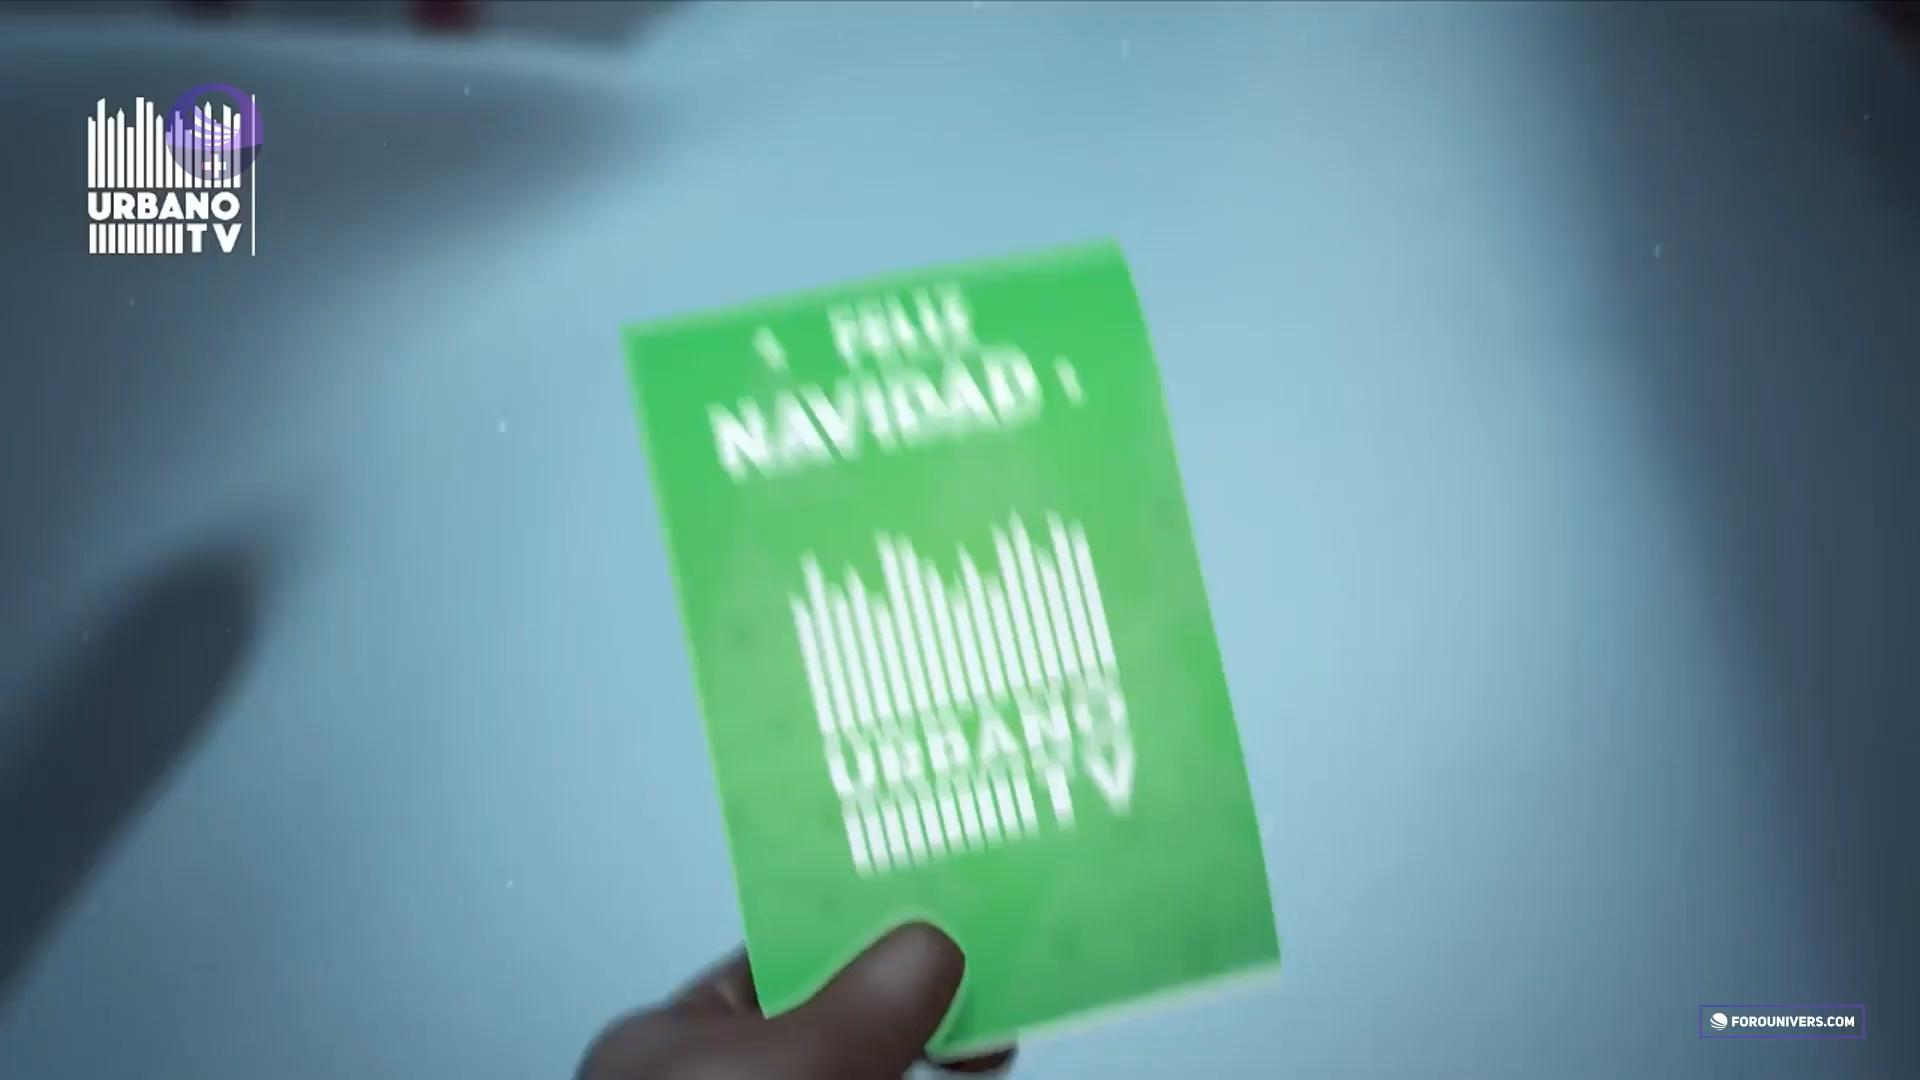 URBANO
TV
¡ FELIZ
NAVIDAD !
URBANO
TV
FOROUNIVERS.COM